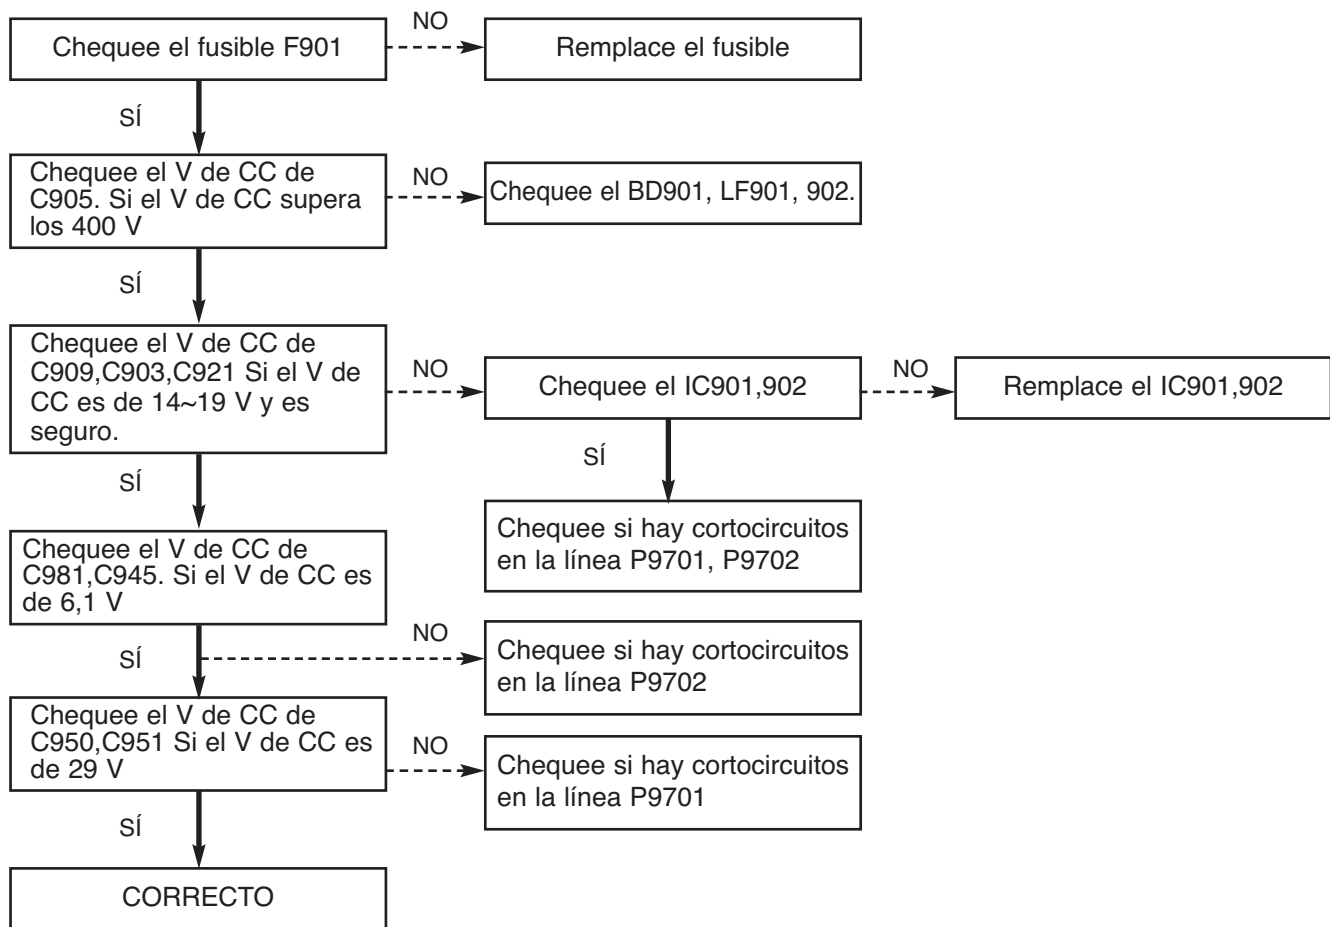 Chequee el fusible F901
NO
Remplace el fusible
SÍ
Chequee el V de CC de
C905. Si el V de CC supera
los 400 V
NO
Chequee el BD901, LF901, 902.
SÍ
Chequee el V de CC de
C909,C903,C921 Si el V de
CC es de 14~19 V y es
seguro.
NO
Chequee el IC901,902
NO
Remplace el IC901,902
SÍ
Chequee si hay cortocircuitos
en la línea P9701, P9702
SÍ
Chequee el V de CC de
C981,C945. Si el V de CC es
de 6,1 V
NO
Chequee si hay cortocircuitos
en la línea P9702
SÍ
Chequee el V de CC de
C950,C951 Si el V de CC es
de 29 V
NO
Chequee si hay cortocircuitos
en la línea P9701
SÍ
CORRECTO